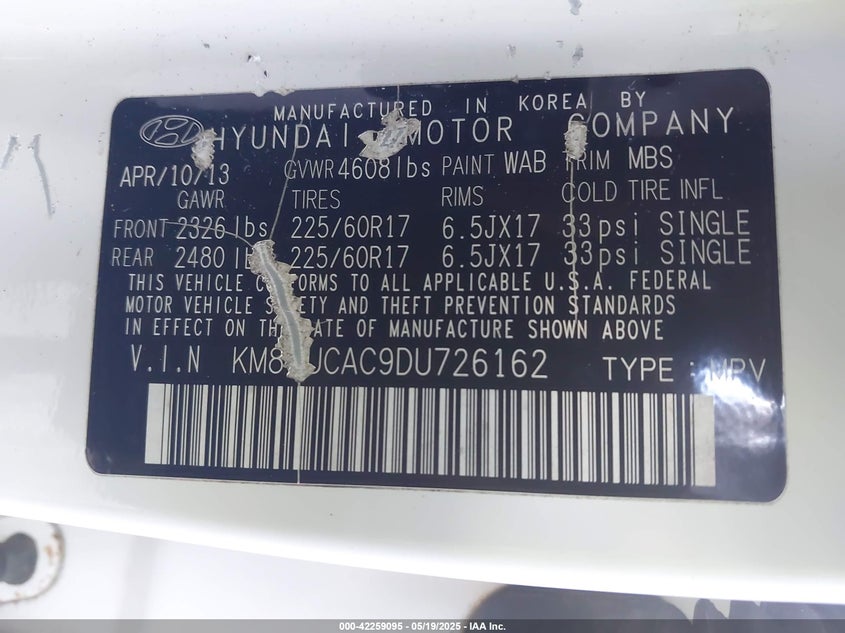 MANUFACTURED IN KOREA BY
HYUNDAI MOTOR COMPANY
APR/10/13 GVWR 4608lbs PAINT WAB TRIM MBS
GAWR TIRES RIMS COLD TIRE INFL
FRONT 2326 lbs 225/60R17 6.5JX17 33psi SINGLE
REAR 2480 lbs 225/60R17 6.5JX17 33psi SINGLE
THIS VEHICLE CONFORMS TO ALL APPLICABLE U.S.A. FEDERAL
MOTOR VEHICLE SAFETY AND THEFT PREVENTION STANDARDS
IN EFFECT ON THE DATE OF MANUFACTURE SHOWN ABOVE
V.I.N TYPE : MPV
000-42259095 - 05/19/2025 - IAA Inc.